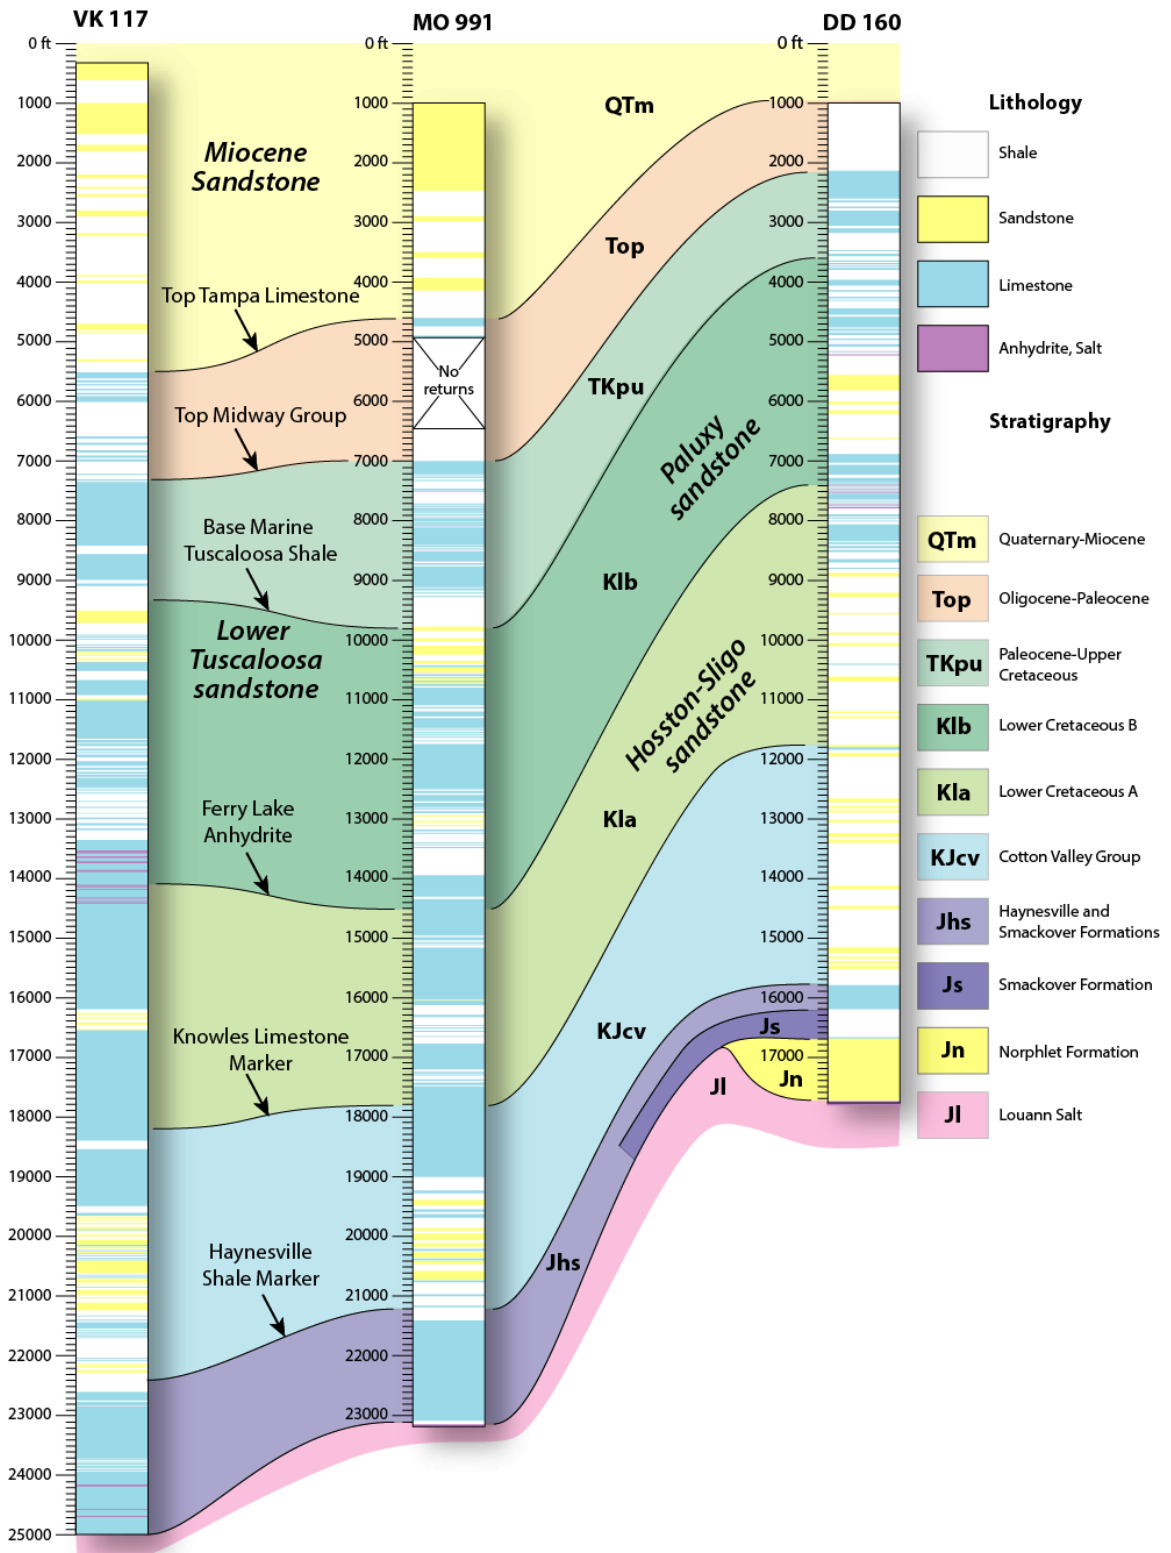 VK 117
MO 991
DD 160
0 ft
1000
2000
3000
4000
5000
6000
7000
8000
9000
10000
11000
12000
13000
14000
15000
16000
17000
18000
19000
20000
21000
22000
23000
24000
25000
Miocene
Sandstone
Top Tampa Limestone
Top Midway Group
Base Marine
Tuscaloosa Shale
Lower
Tuscaloosa
sandstone
Ferry Lake
Anhydrite
Knowles Limestone
Marker
Haynesville
Shale Marker
0 ft
1000
2000
3000
4000
5000
6000
7000
8000
9000
10000
11000
12000
13000
14000
15000
16000
17000
18000
19000
20000
21000
22000
23000
No
returns
QTm
Top
TKpu
Paluxy
sandstone
Klb
Hosston-Sligo
sandstone
Kla
KJcv
Js
Jl
Jn
Jhs
0 ft
1000
2000
3000
4000
5000
6000
7000
8000
9000
10000
11000
12000
13000
14000
15000
16000
17000
Lithology
Shale
Sandstone
Limestone
Anhydrite, Salt
Stratigraphy
QTm Quaternary-Miocene
Top Oligocene-Paleocene
TKpu Paleocene-Upper
Cretaceous
Klb Lower Cretaceous B
Kla Lower Cretaceous A
KJcv Cotton Valley Group
Jhs Haynesville and
Smackover Formations
Js Smackover Formation
Jn Norphlet Formation
Jl Louann Salt